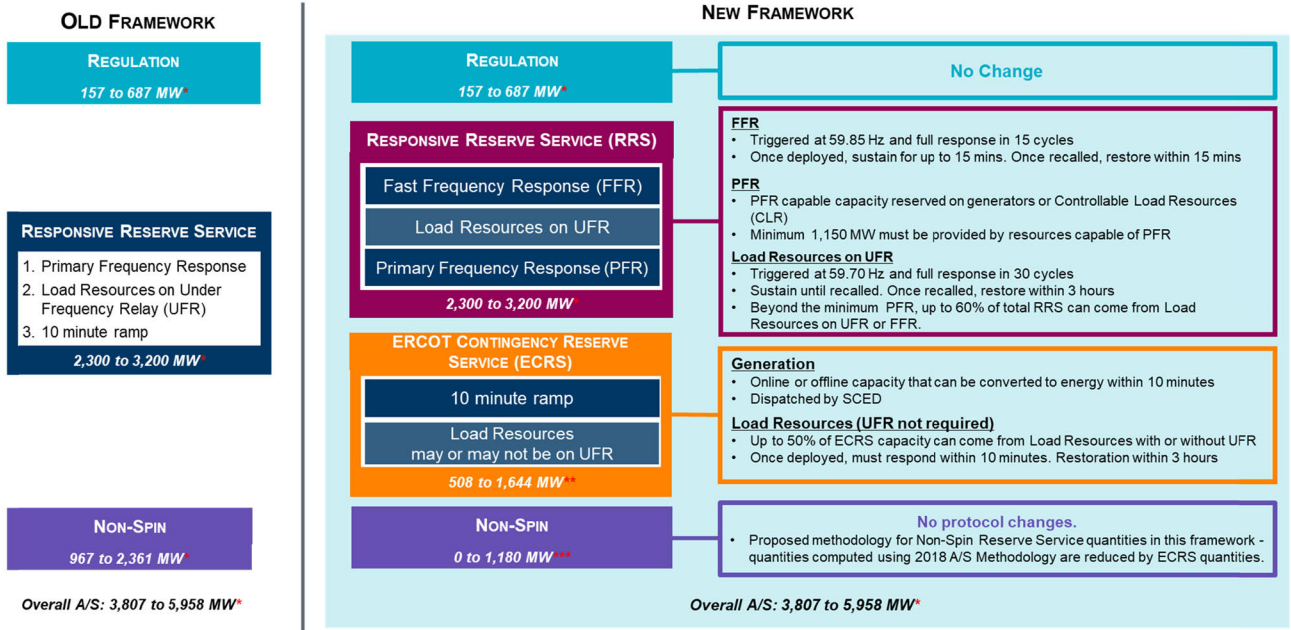 OLD FRAMEWORK
REGULATION
157 to 687 MW*
RESPONSIVE RESERVE SERVICE
1. Primary Frequency Response
2. Load Resources on Under
Frequency Relay (UFR)
3. 10 minute ramp
2,300 to 3,200 MW*
NON-SPIN
967 to 2,361 MW*
Overall A/S: 3,807 to 5,958 MW*
NEW FRAMEWORK
REGULATION
157 to 687 MW*
No Change
RESPONSIVE RESERVE SERVICE (RRS)
Fast Frequency Response (FFR)
Load Resources on UFR
Primary Frequency Response (PFR)
2,300 to 3,200 MW*
FFR
• Triggered at 59.85 Hz and full response in 15 cycles
• Once deployed, sustain for up to 15 mins. Once recalled, restore within 15 mins
PFR
• PFR capable capacity reserved on generators or Controllable Load Resources
(CLR)
• Minimum 1,150 MW must be provided by resources capable of PFR
Load Resources on UFR
• Triggered at 59.70 Hz and full response in 30 cycles
• Sustain until recalled. Once recalled, restore within 3 hours
• Beyond the minimum PFR, up to 60% of total RRS can come from Load
Resources on UFR or FFR.
ERCOT CONTINGENCY RESERVE
SERVICE (ECRS)
10 minute ramp
Load Resources
may or may not be on UFR
508 to 1,644 MW**
Generation
• Online or offline capacity that can be converted to energy within 10 minutes
• Dispatched by SCED
Load Resources (UFR not required)
• Up to 50% of ECRS capacity can come from Load Resources with or without UFR
• Once deployed, must respond within 10 minutes. Restoration within 3 hours
NON-SPIN
0 to 1,180 MW***
No protocol changes.
• Proposed methodology for Non-Spin Reserve Service quantities in this framework -
quantities computed using 2018 A/S Methodology are reduced by ECRS quantities.
Overall A/S: 3,807 to 5,958 MW*